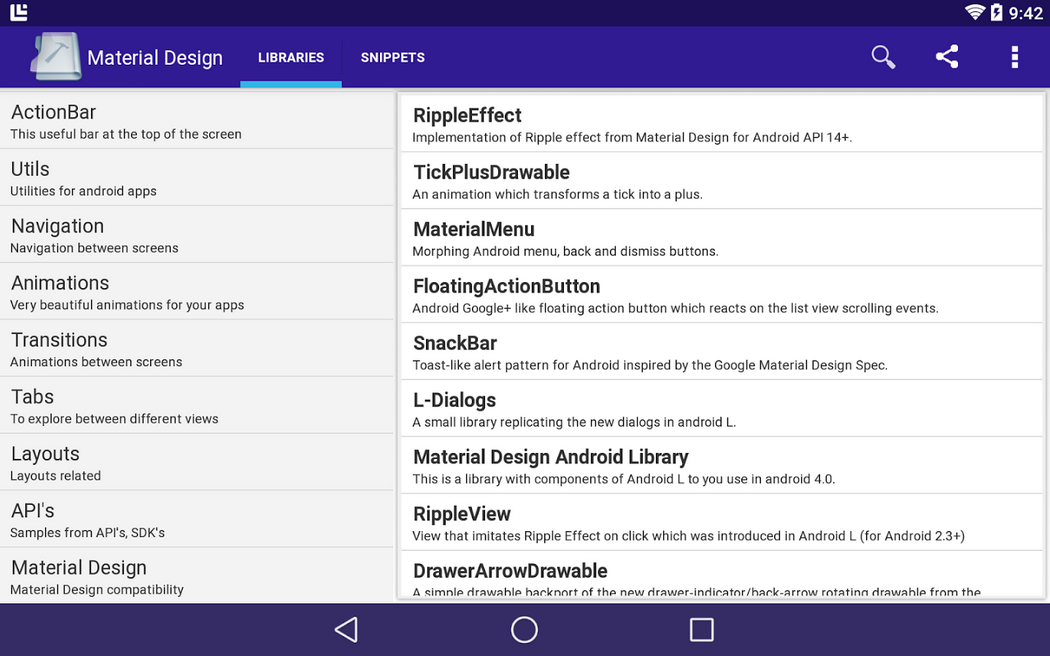 9:42
Material Design
LIBRARIES
SNIPPETS
ActionBar
This useful bar at the top of the screen
Utils
Utilities for android apps
Navigation
Navigation between screens
Animations
Very beautiful animations for your apps
Transitions
Animations between screens
Tabs
To explore between different views
Layouts
Layouts related
API's
Samples from API's, SDK's
Material Design
Material Design compatibility
RippleEffect
Implementation of Ripple effect from Material Design for Android API 14+.
TickPlusDrawable
An animation which transforms a tick into a plus.
MaterialMenu
Morphing Android menu, back and dismiss buttons.
FloatingActionButton
Android Google+ like floating action button which reacts on the list view scrolling events.
SnackBar
Toast-like alert pattern for Android inspired by the Google Material Design Spec.
L-Dialogs
A small library replicating the new dialogs in android L.
Material Design Android Library
This is a library with components of Android L to you use in android 4.0.
RippleView
View that imitates Ripple Effect on click which was introduced in Android L (for Android 2.3+)
DrawerArrowDrawable
A simple drawable backport of the new drawer-indicator/back-arrow rotating drawable from the